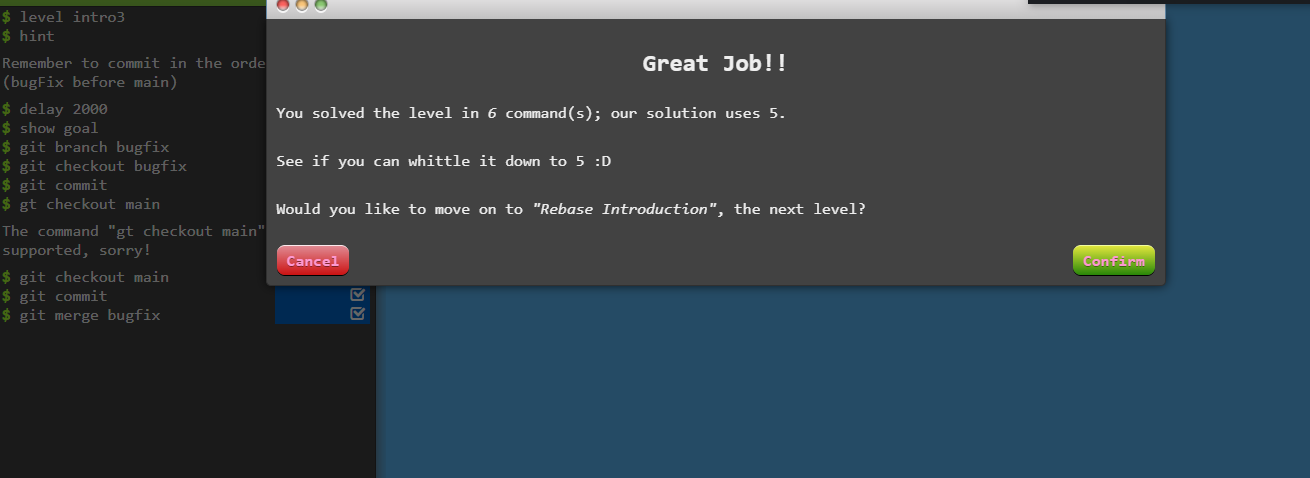 $ level intro3
$ hint
Remember to commit in the orde
(bugFix before main)
$ delay 2000
$ show goal
$ git branch bugfix
$ git checkout bugfix
$ git commit
$ gt checkout main
The command "gt checkout main"
supported, sorry!
$ git checkout main
$ git commit
$ git merge bugfix
Great Job!!
You solved the level in 6 command(s); our solution uses 5.
See if you can whittle it down to 5 :D
Would you like to move on to "Rebase Introduction", the next level?
Cancel
Confirm